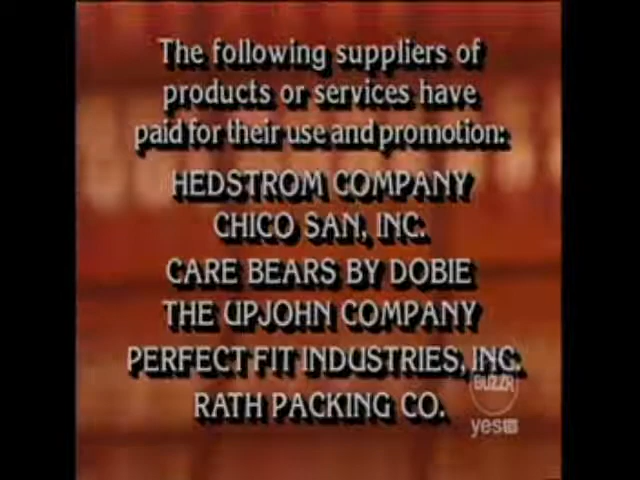 The following suppliers of
products or services have
paid for their use and promotion:
HEDSTROM COMPANY
CHICO SAN, INC.
CARE BEARS BY DOBIE
THE UPJOHN COMPANY
PERFECT FIT INDUSTRIES, INC.
RATH PACKING CO.
BUZZR
yes